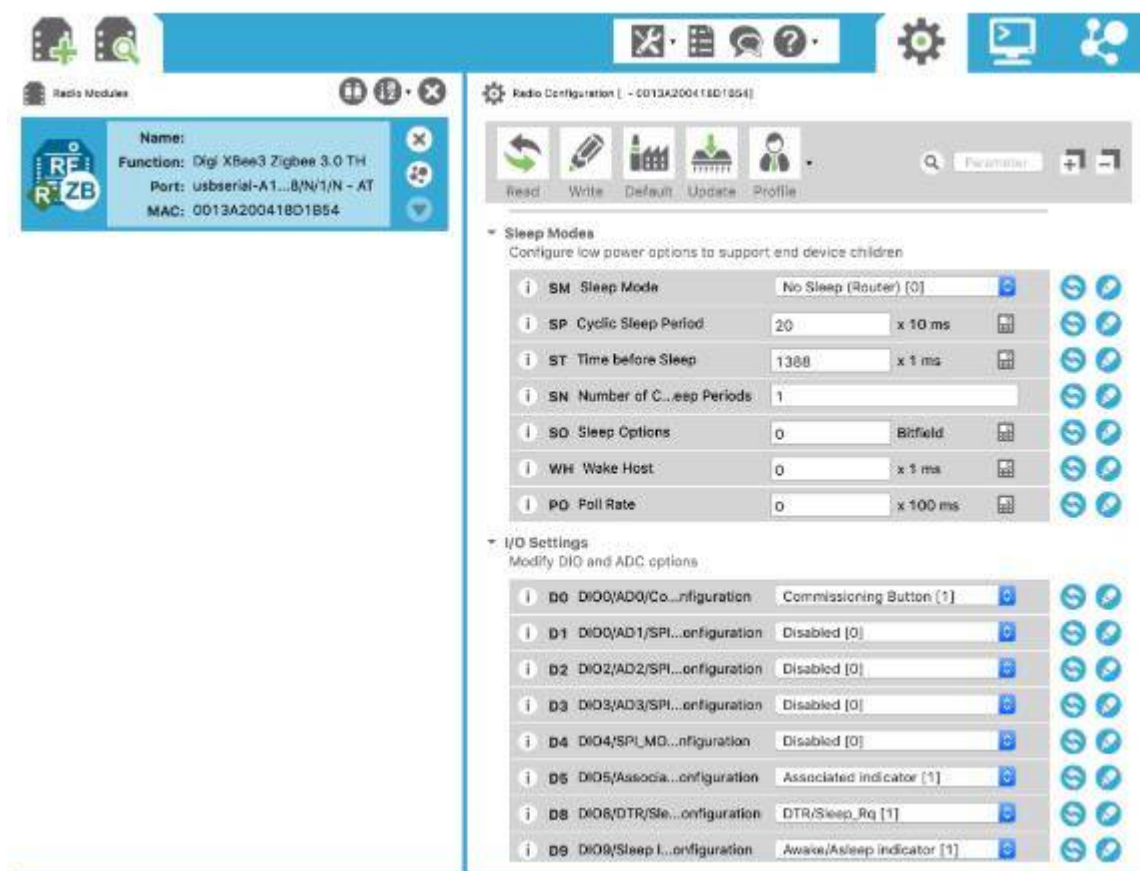 Radio Modules
Name:
Function: Digi XBee3 Zigbee 3.0 TH
Port: usbserial-A1...8/N/1/N - AT
MAC: 0013A200418D1B54
RF
R ZB
Radio Configuration [ - 0013A200418D1B54]
Read Write Default Update Profile
Parameter
Sleep Modes
Configure low power options to support end device children
i SM Sleep Mode No Sleep (Router) [0]
i SP Cyclic Sleep Period 20 x 10 ms
i ST Time before Sleep 1388 x 1 ms
i SN Number of C...eep Periods 1
i SO Sleep Options 0 Bitfield
i WH Wake Host 0 x 1 ms
i PO Poll Rate 0 x 100 ms
I/O Settings
Modify DIO and ADC options
i D0 DIO0/AD0/Co...nfiguration Commissioning Button [1]
i D1 DIO0/AD1/SPI...onfiguration Disabled [0]
i D2 DIO2/AD2/SPI...onfiguration Disabled [0]
i D3 DIO3/AD3/SPI...onfiguration Disabled [0]
i D4 DIO4/SPI_MO...nfiguration Disabled [0]
i D5 DIO5/Associa...onfiguration Associated indicator [1]
i D8 DIO8/DTR/Sle...onfiguration DTR/Sleep_Rq [1]
i D9 DIO9/Sleep I...onfiguration Awake/Asleep indicator [1]